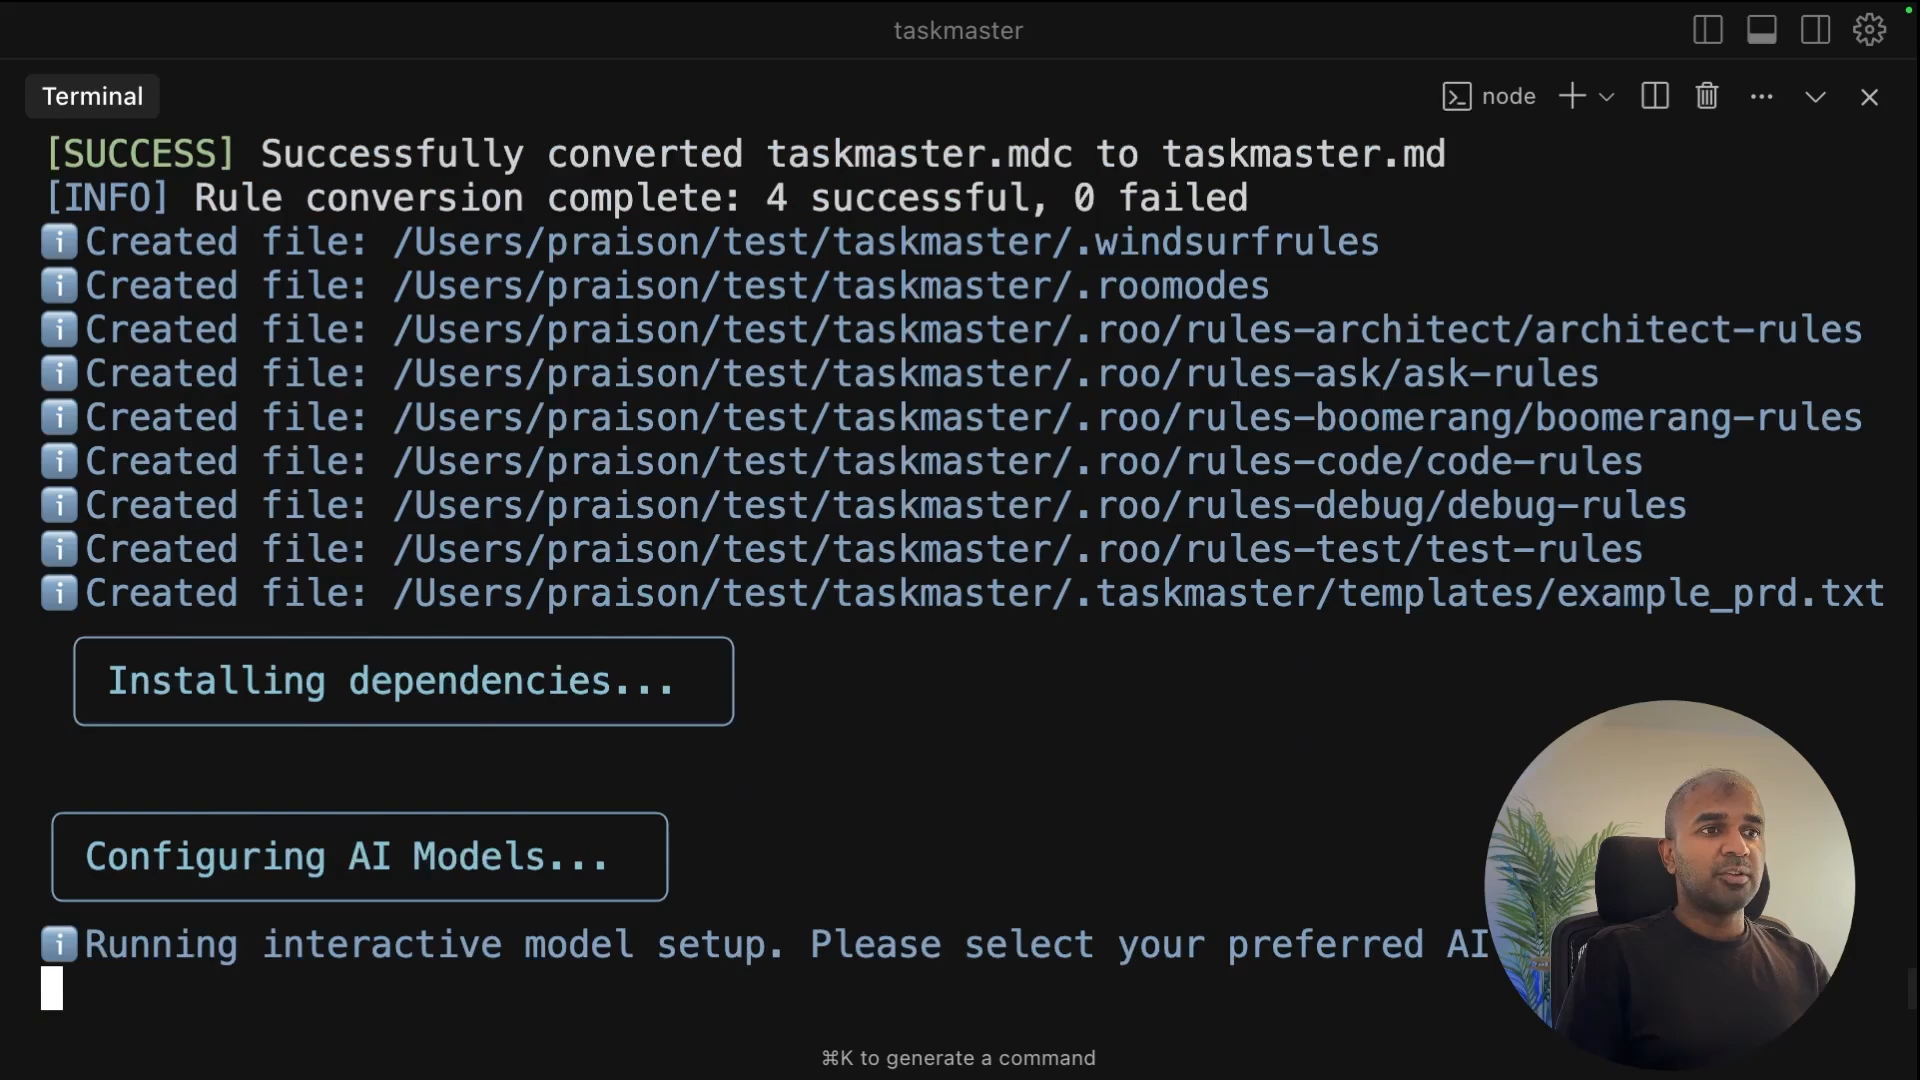 taskmaster
Terminal
node
[SUCCESS] Successfully converted taskmaster.mdc to taskmaster.md
[INFO] Rule conversion complete: 4 successful, 0 failed
Created file: /Users/praison/test/taskmaster/.windsurfrules
Created file: /Users/praison/test/taskmaster/.roomodes
Created file: /Users/praison/test/taskmaster/.roo/rules-architect/architect-rules
Created file: /Users/praison/test/taskmaster/.roo/rules-ask/ask-rules
Created file: /Users/praison/test/taskmaster/.roo/rules-boomerang/boomerang-rules
Created file: /Users/praison/test/taskmaster/.roo/rules-code/code-rules
Created file: /Users/praison/test/taskmaster/.roo/rules-debug/debug-rules
Created file: /Users/praison/test/taskmaster/.roo/rules-test/test-rules
Created file: /Users/praison/test/taskmaster/.taskmaster/templates/example_prd.txt
Installing dependencies...
Configuring AI Models...
Running interactive model setup. Please select your preferred AI
⌘K to generate a command